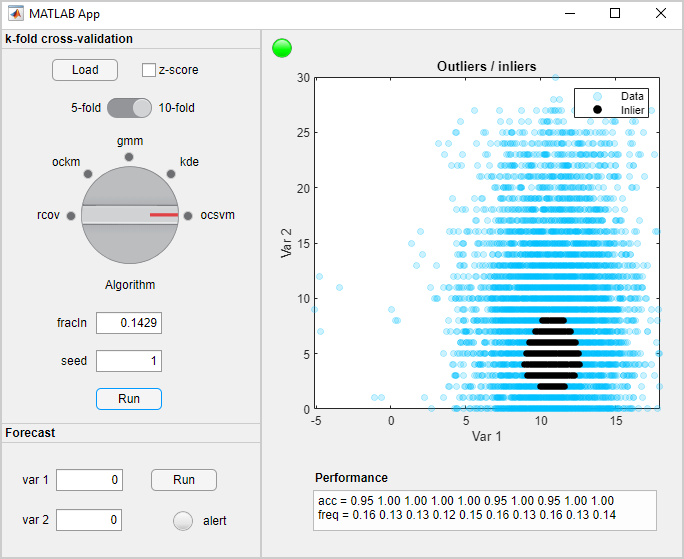 MATLAB App
k-fold cross-validation
Load
z-score
5-fold
10-fold
gmm
ockm
kde
rcov
ocsvm
Algorithm
fracIn
0.1429
seed
1
Run
Forecast
var 1
0
Run
var 2
0
alert
Outliers / inliers
Data
Inlier
30
25
20
15
10
5
0
Var 2
-5
0
5
10
15
Var 1
Performance
acc = 0.95 1.00 1.00 1.00 1.00 0.95 1.00 0.95 1.00 1.00
freq = 0.16 0.13 0.13 0.12 0.15 0.16 0.13 0.16 0.13 0.14